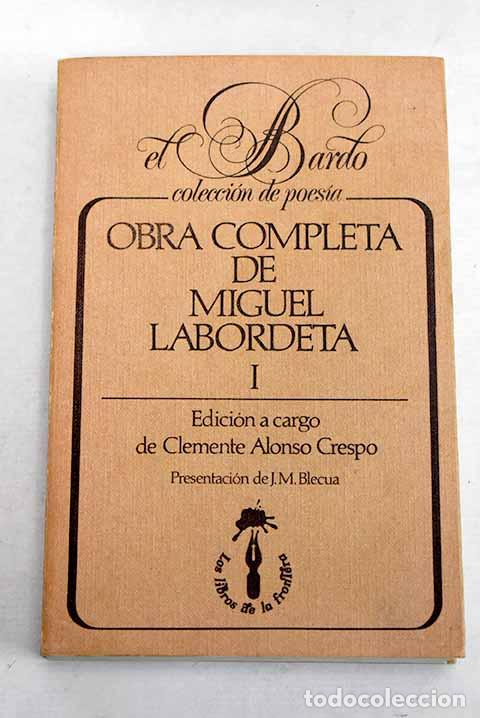 el Bardo
colección de poesía
OBRA COMPLETA
DE
MIGUEL
LABORDETA
I
Edición a cargo
de Clemente Alonso Crespo
Presentación de J. M. Blecua
Los libros de la frontera
todocoleccion